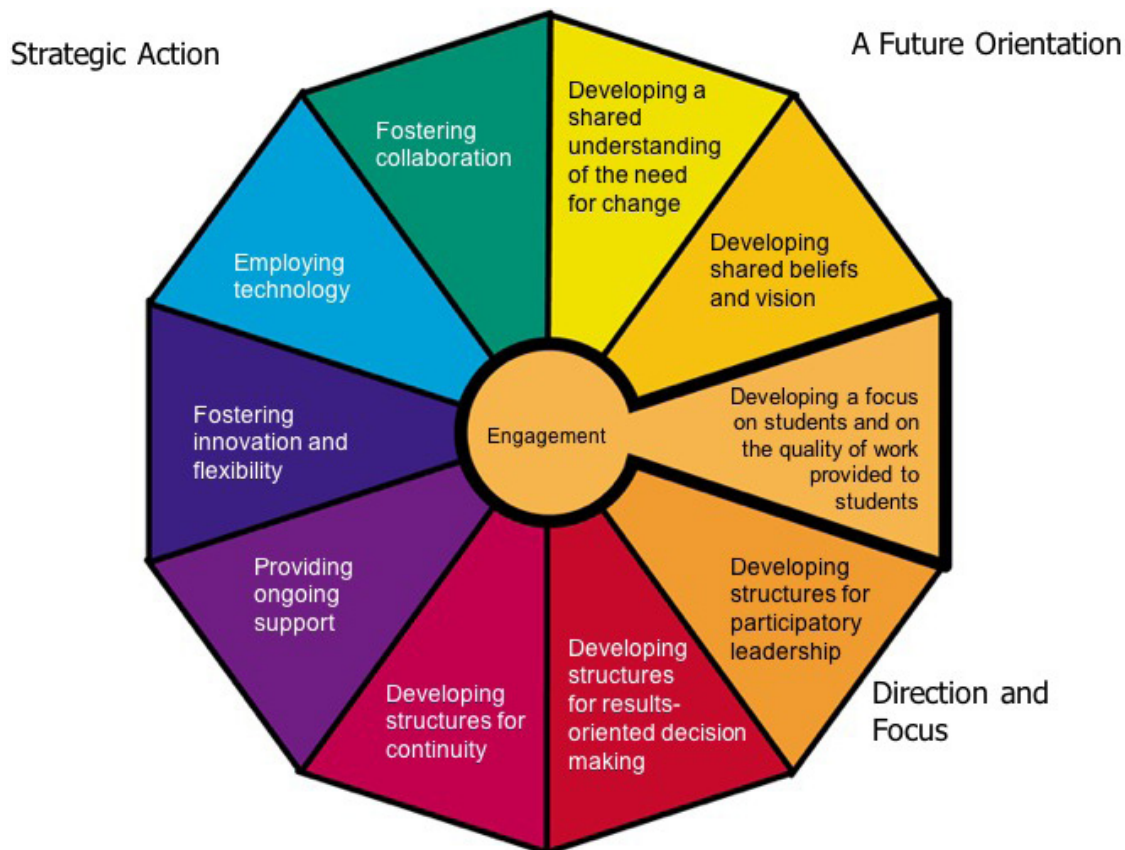 Strategic Action
A Future Orientation
Developing a
shared
understanding
of the need
for change
Developing
shared beliefs
and vision
Developing a focus
on students and on
the quality of work
provided to
students
Developing
structures for
participatory
leadership
Direction and
Focus
Developing
structures
for results-
oriented decision
making
Developing
structures for
continuity
Providing
ongoing
support
Fostering
innovation and
flexibility
Employing
technology
Fostering
collaboration
Engagement